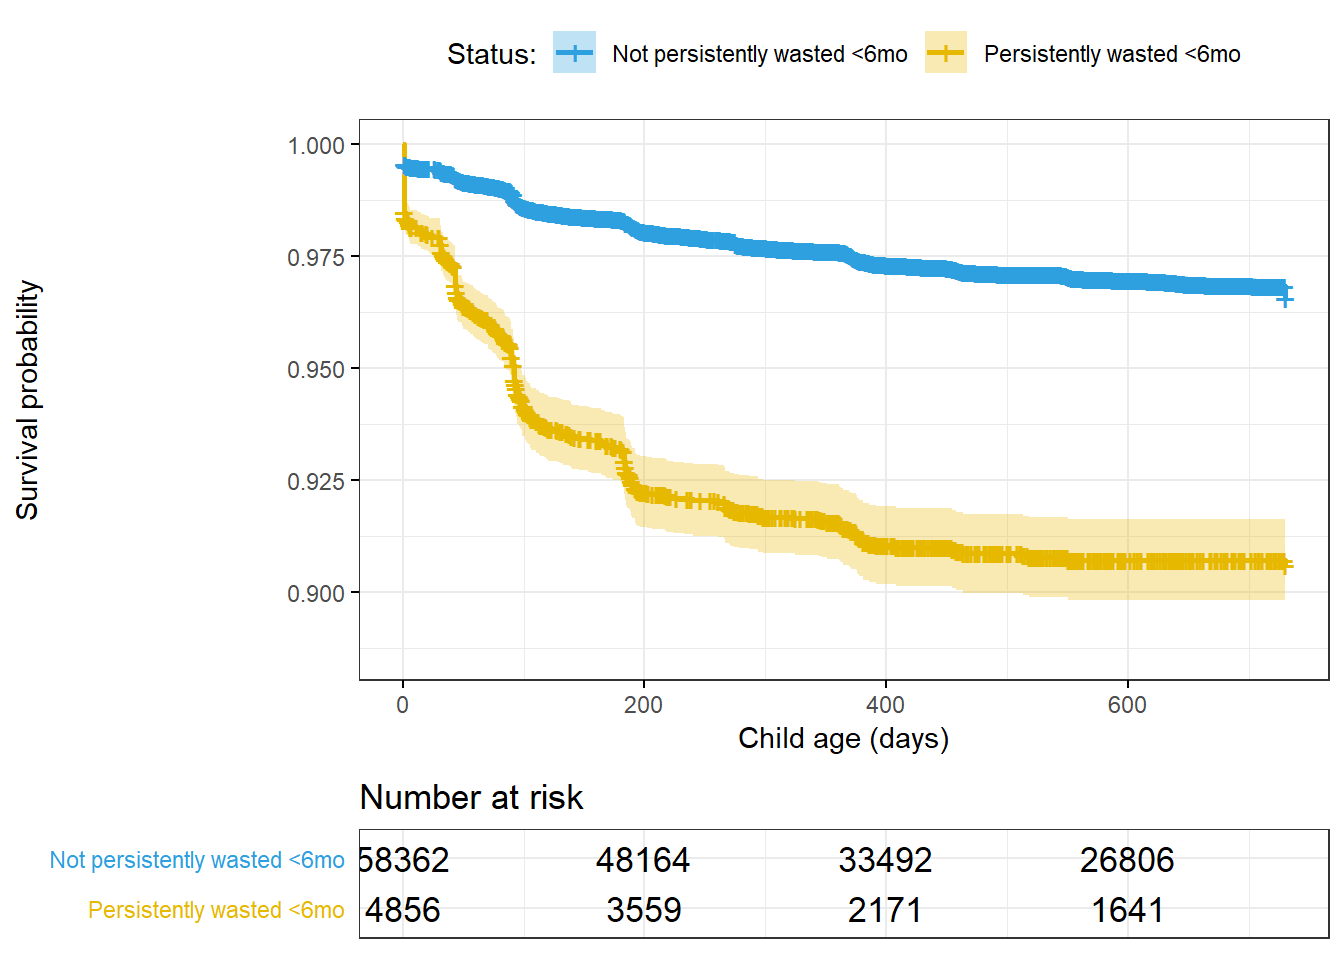 Status: Not persistently wasted <6mo Persistently wasted <6mo
1.000
0.975
0.950
0.925
0.900
Survival probability
0 200 400 600
Child age (days)
Number at risk
Not persistently wasted <6mo 58362 48164 33492 26806
Persistently wasted <6mo 4856 3559 2171 1641